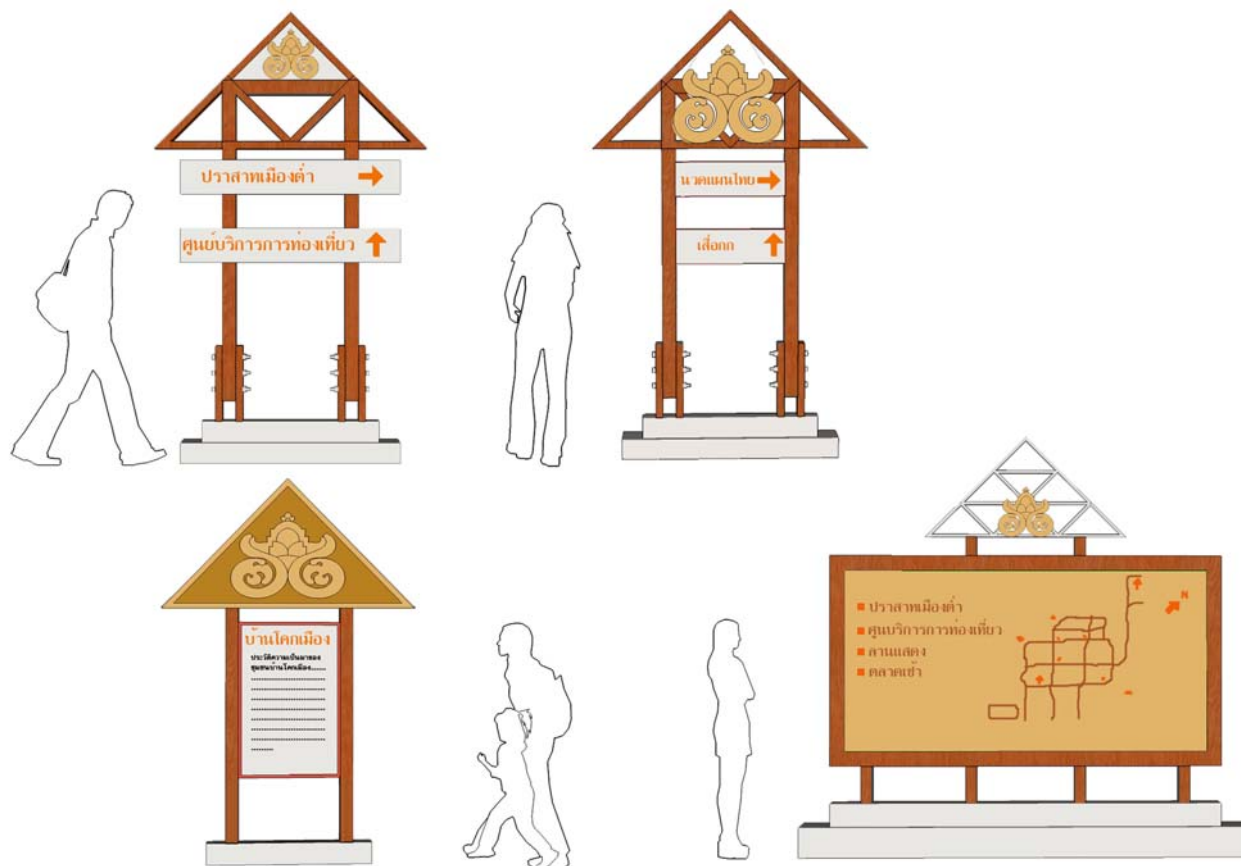 ปราสาทเมืองต่ำ
ศูนย์บริการการท่องเที่ยว
นวดแผนไทย
เสื่อกก
บ้านโคกเมือง
ประวัติความเป็นมาของ
ชุมชนบ้านโคกเมือง......
ปราสาทเมืองต่ำ
ศูนบริการการท่องเที่ยว
ลานแสดง
ตลาดเช้า
N